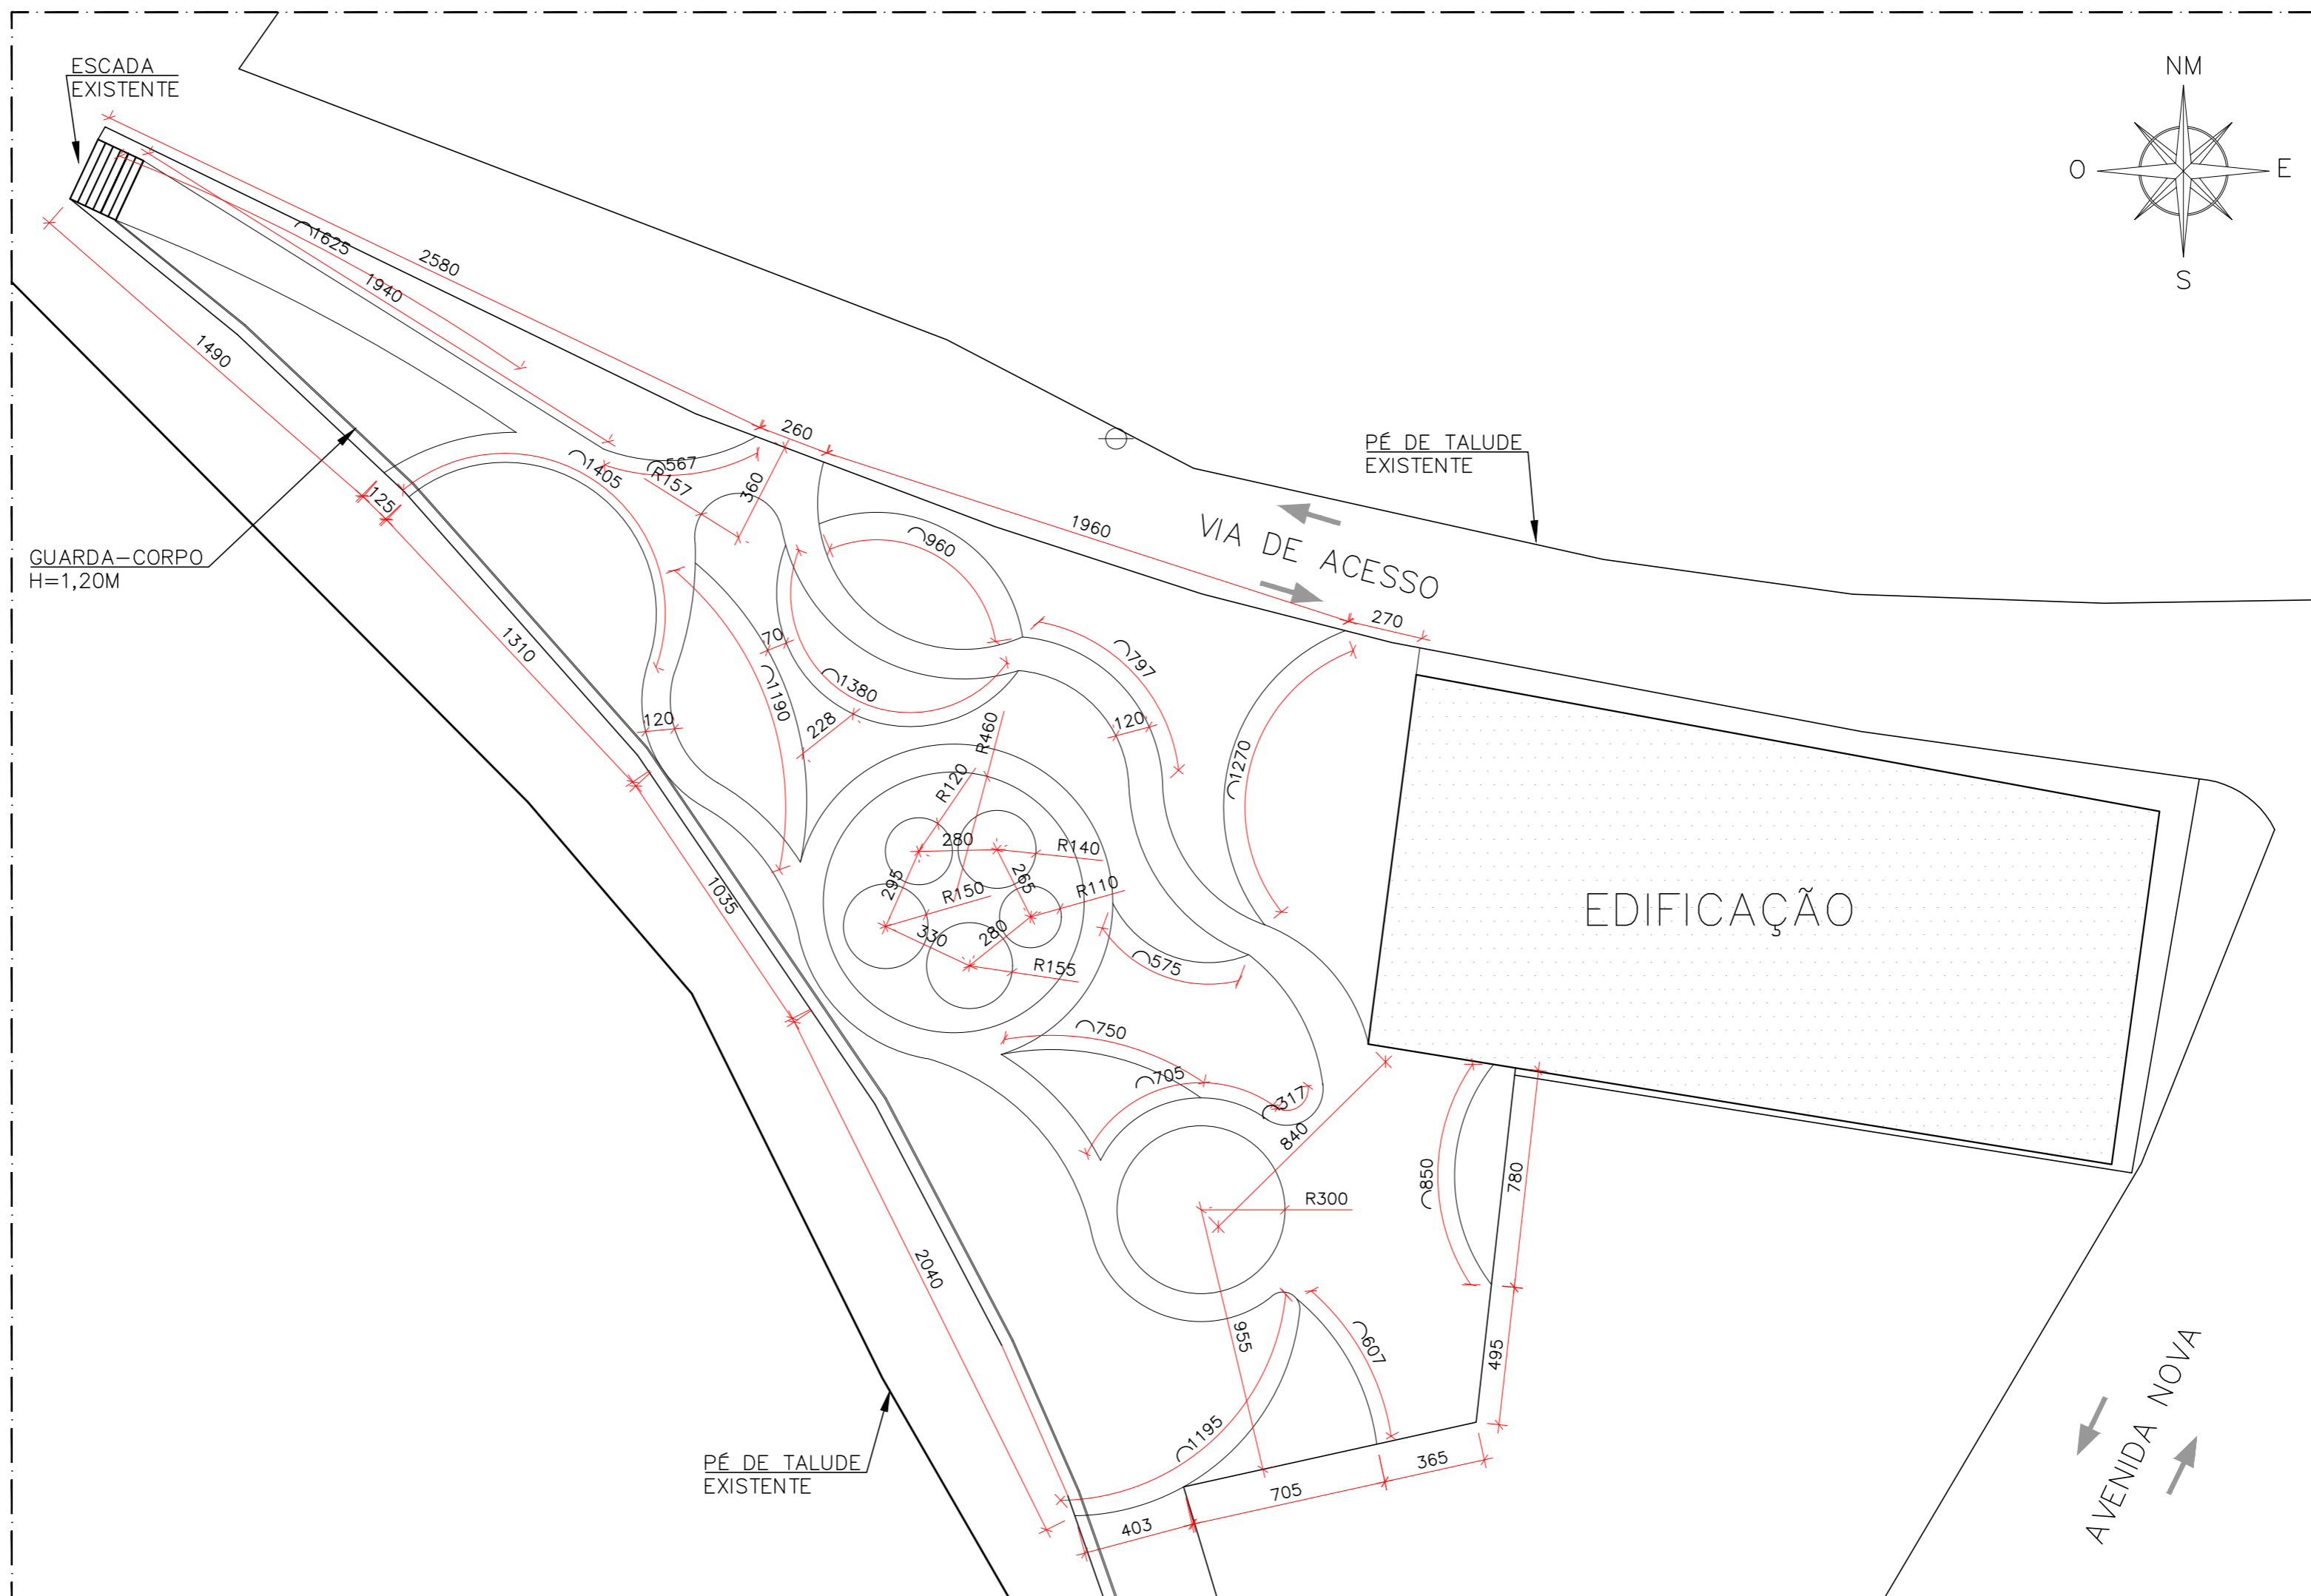 ESCADA
EXISTENTE
NM
O
E
S
1625
2580
1940
1490
260
567
1405
R157
360
125
PÉ DE TALUDE
EXISTENTE
960
1960
VIA DE ACESSO
GUARDA-CORPO
H=1,20M
270
1310
70
797
1380
1190
120
228
R460
120
1270
R120
280
R140
265
295
R150
R110
1035
330
280
R155
575
EDIFICAÇÃO
750
705
317
840
850
780
R300
2040
955
607
495
AVENIDA NOVA
1195
PÉ DE TALUDE
EXISTENTE
365
705
403